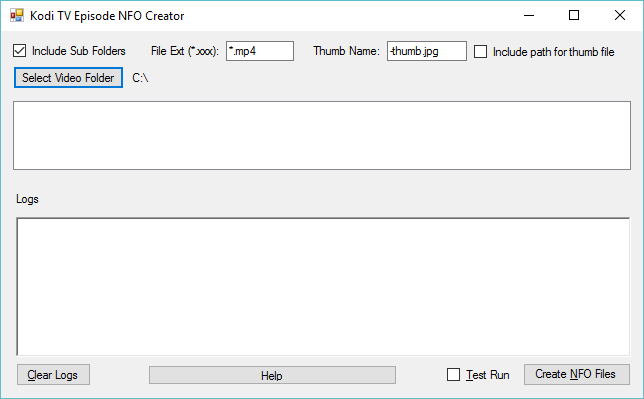 Kodi TV Episode NFO Creator
Include Sub Folders File Ext (*.xxx): *.mp4 Thumb Name: -thumb.jpg Include path for thumb file
Select Video Folder C:\
Logs
Clear Logs Help Test Run Create NFO Files